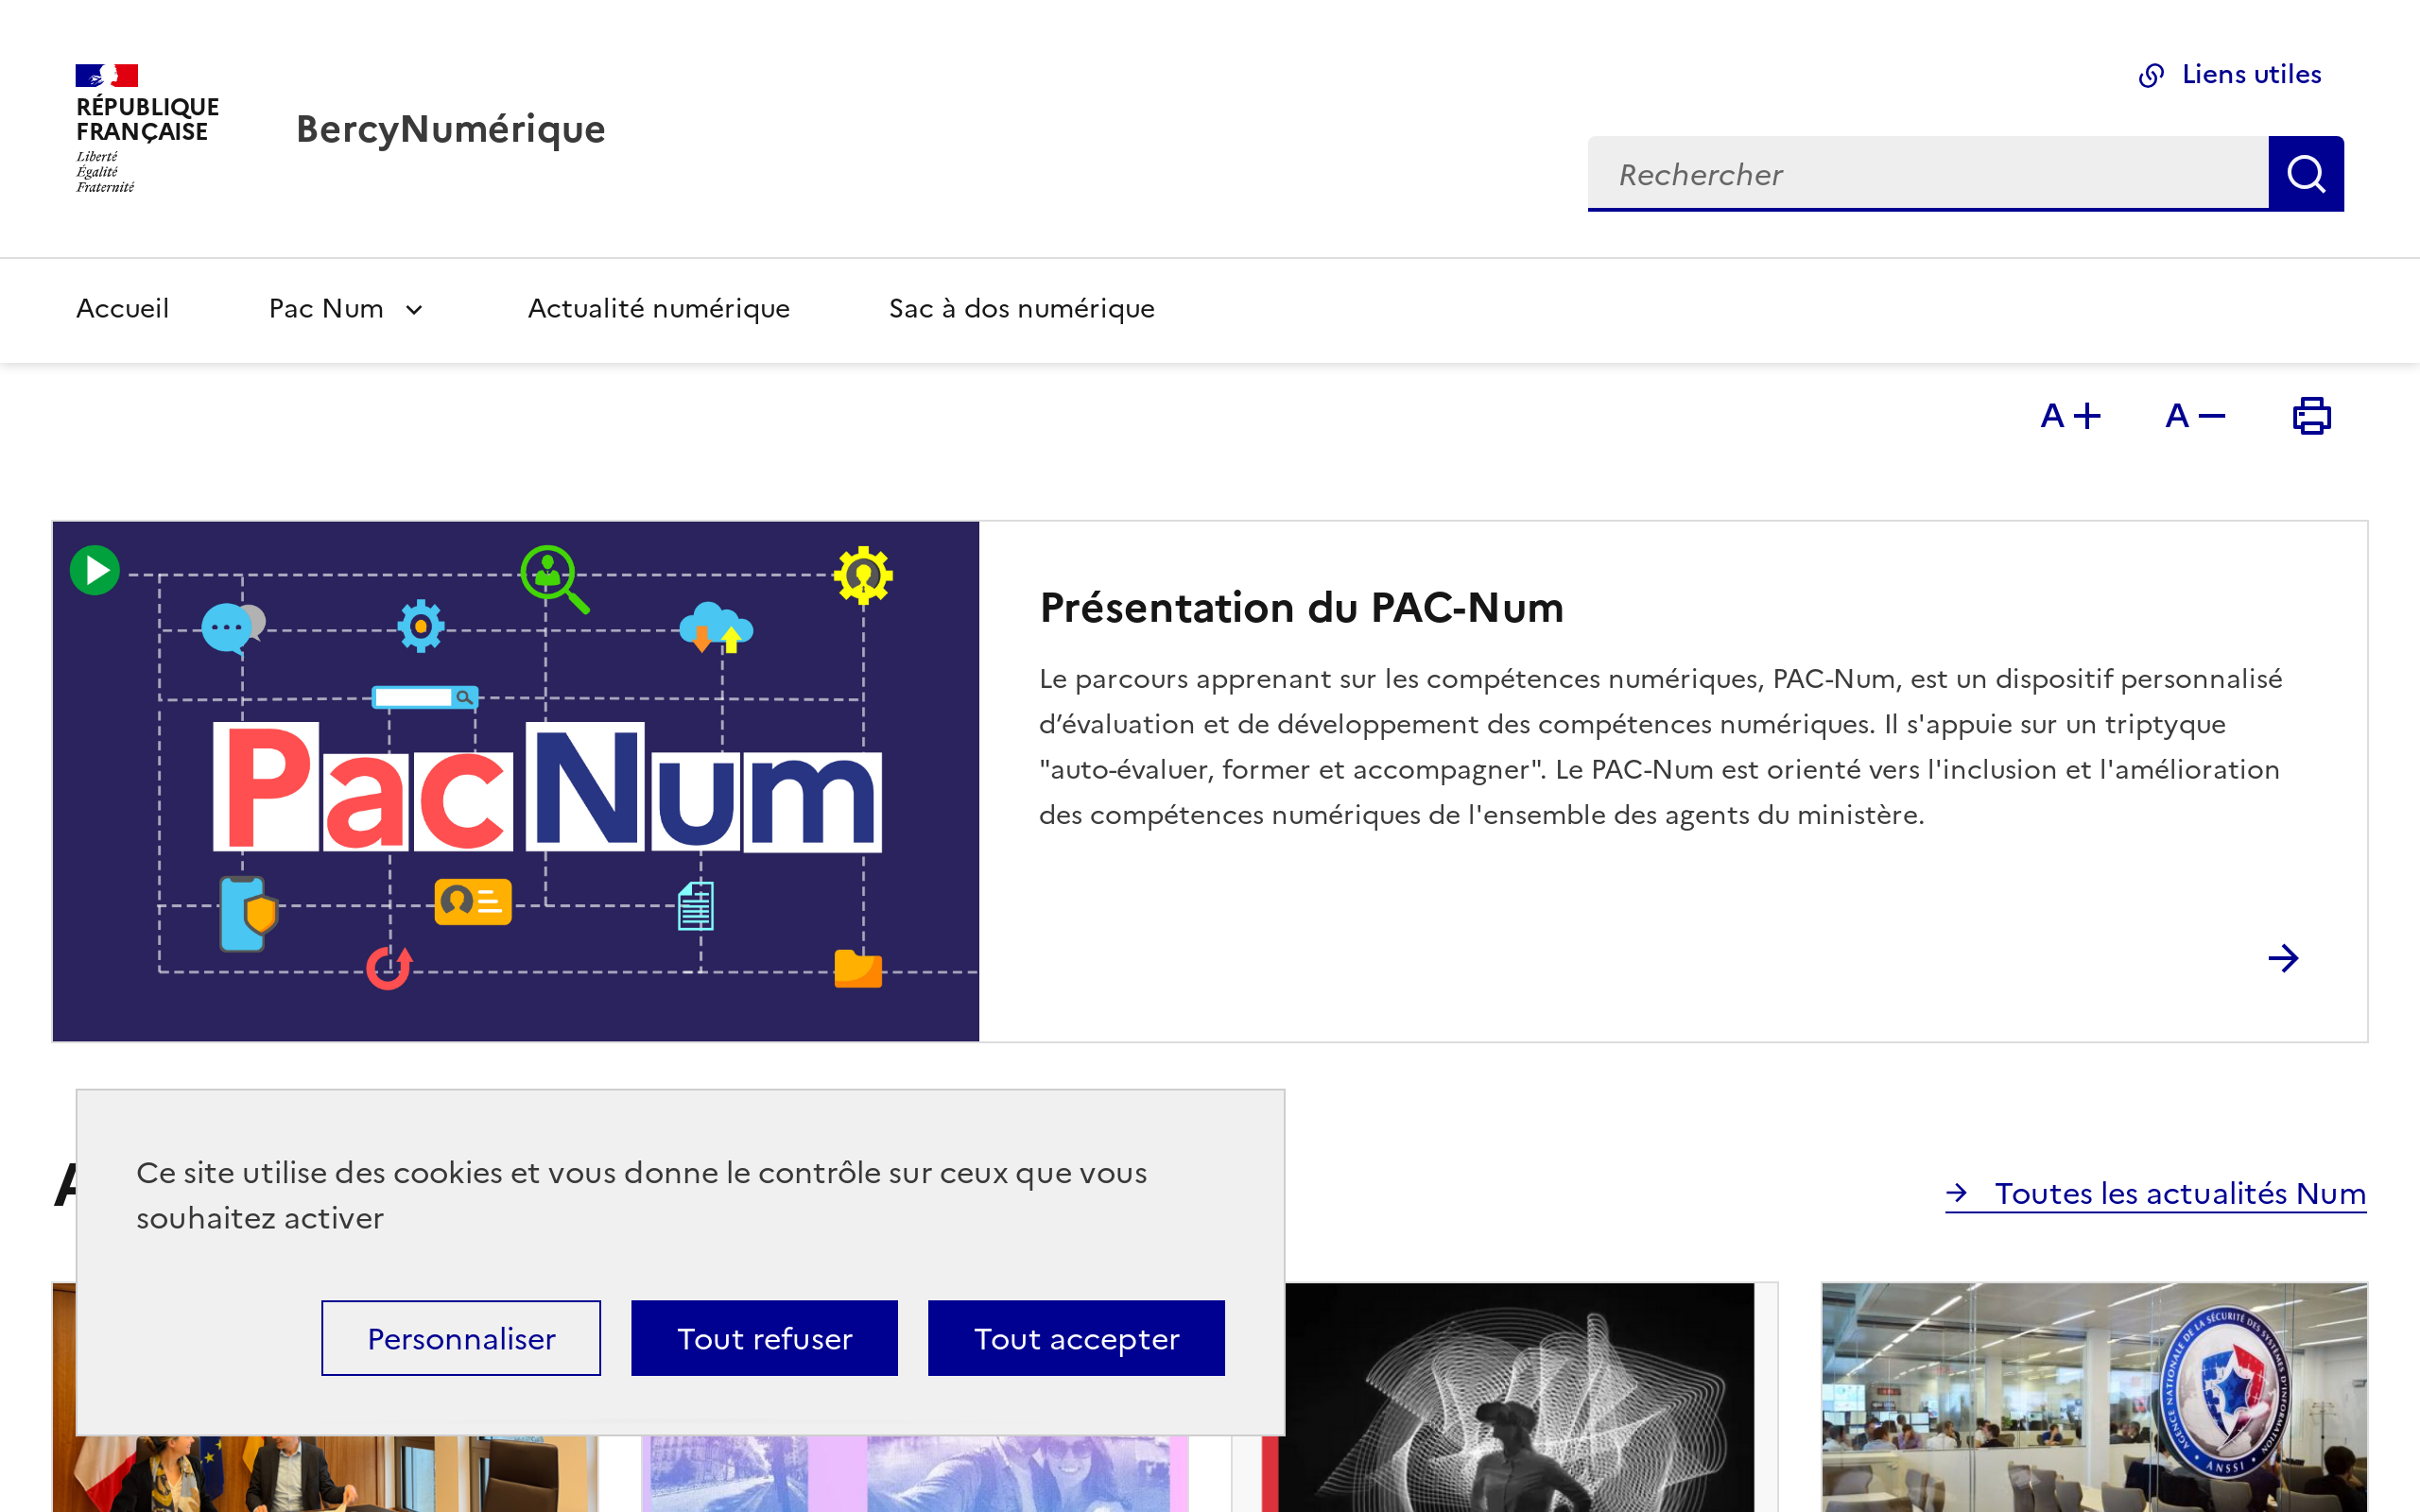 RÉPUBLIQUE
FRANÇAISE
Liberté
Égalité
Fraternité
BercyNumérique
Liens utiles
Rechercher
Accueil
Pac Num
Actualité numérique
Sac à dos numérique
A+
A−
PacNum
Présentation du PAC-Num
Le parcours apprenant sur les compétences numériques, PAC-Num, est un dispositif personnalisé
d’évaluation et de développement des compétences numériques. Il s'appuie sur un triptyque
"auto-évaluer, former et accompagner". Le PAC-Num est orienté vers l'inclusion et l'amélioration
des compétences numériques de l'ensemble des agents du ministère.
Toutes les actualités Num
Ce site utilise des cookies et vous donne le contrôle sur ceux que vous
souhaitez activer
Personnaliser
Tout refuser
Tout accepter
AGENCE NATIONALE DE LA SÉCURITÉ DES SYSTÈMES D'INFORMATION
ANSSI